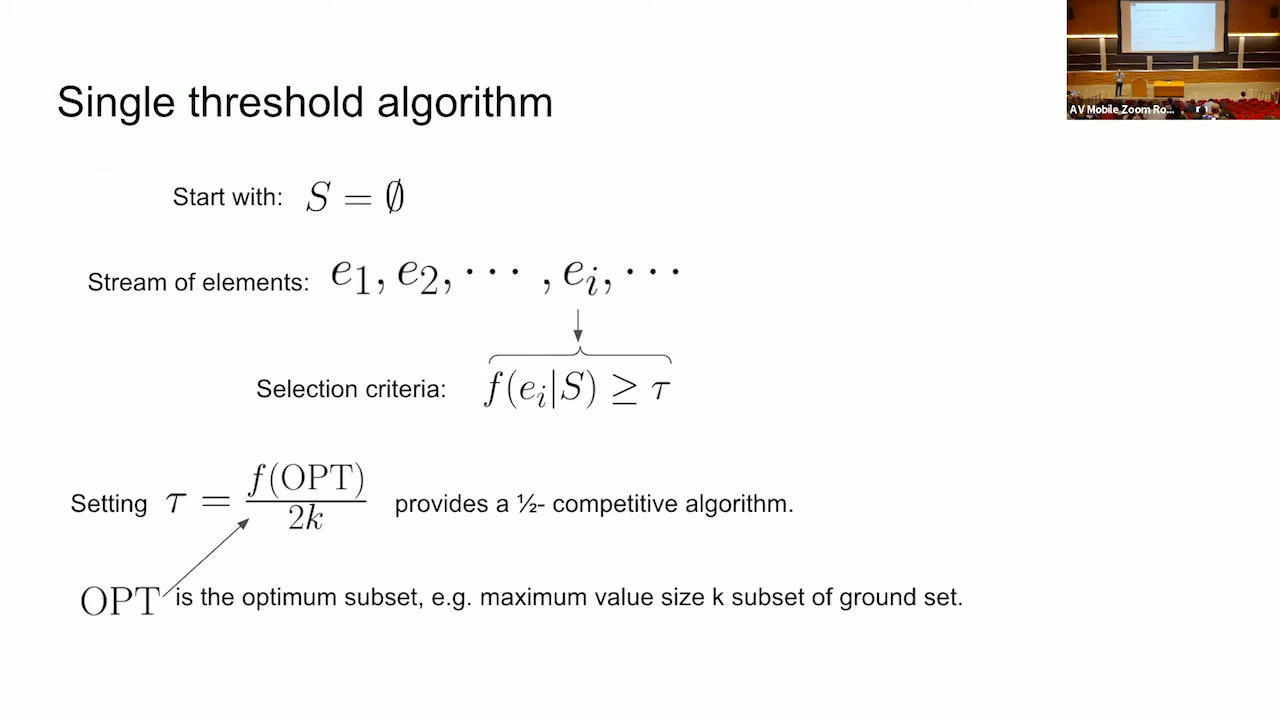 AV Mobile Zoom Ro...
Single threshold algorithm
Start with: S = ∅
Stream of elements: e₁, e₂, ··· , eᵢ, ···
Selection criteria: f(eᵢ|S) ≥ τ
Setting τ = f(OPT)/2k provides a ½- competitive algorithm.
OPT is the optimum subset, e.g. maximum value size k subset of ground set.